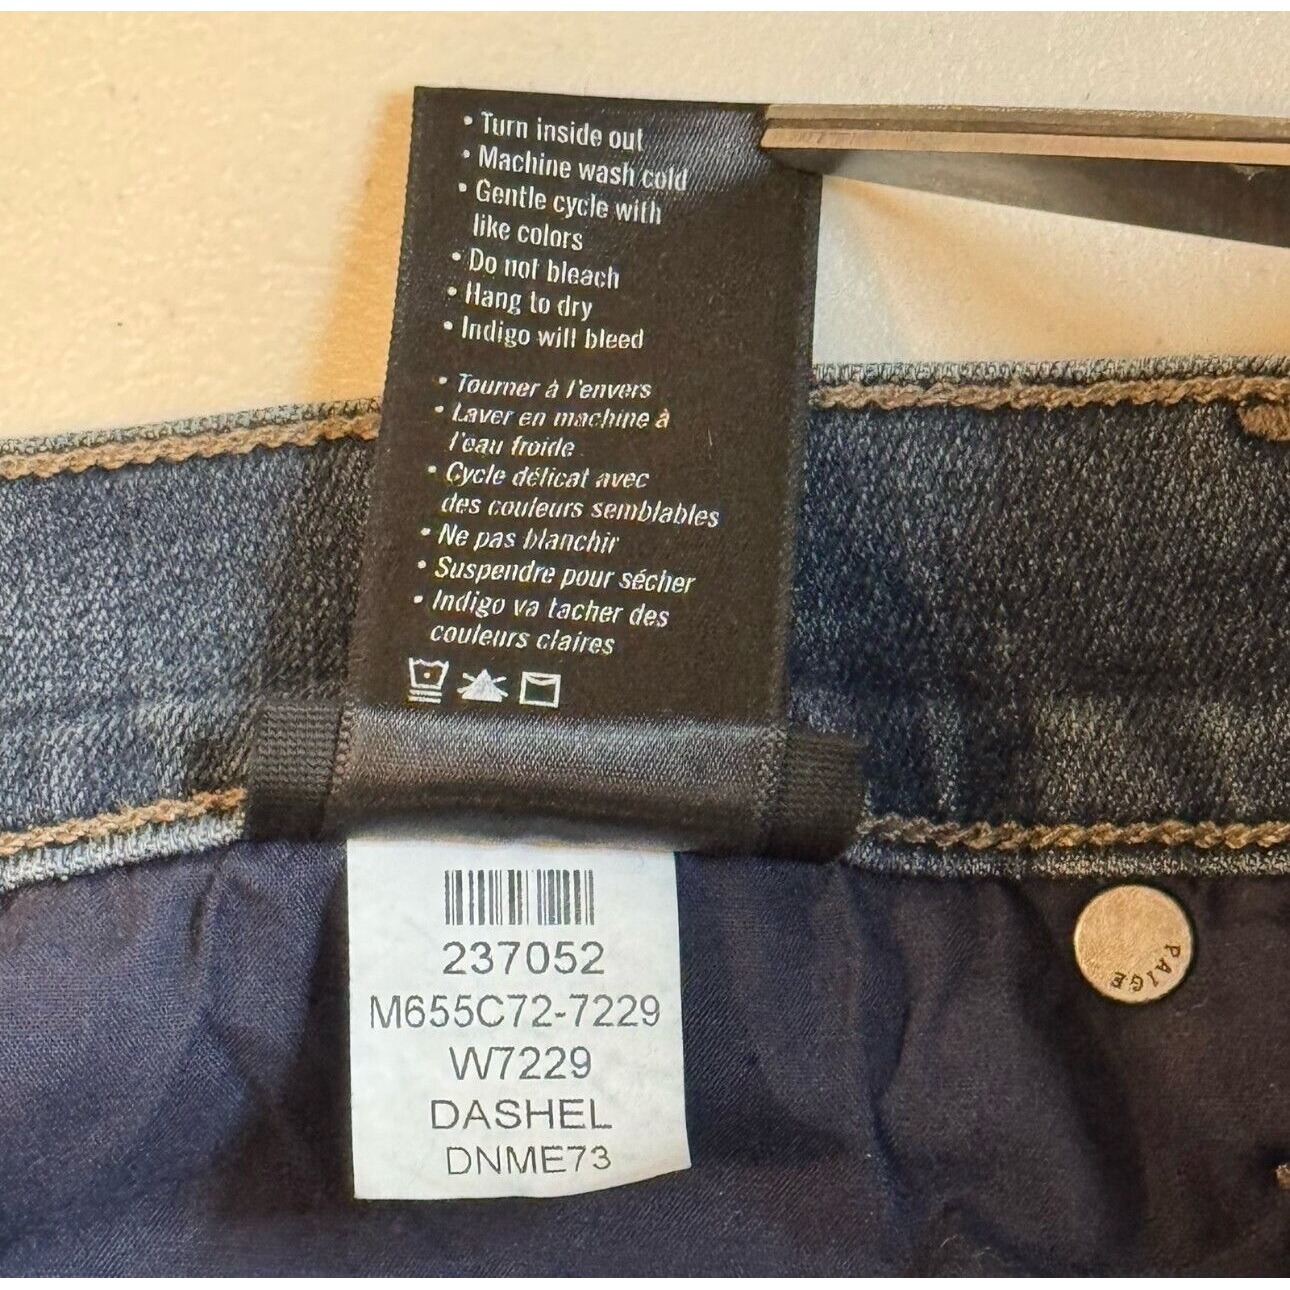 • Turn inside out
• Machine wash cold
• Gentle cycle with
like colors
• Do not bleach
• Hang to dry
• Indigo will bleed
• Tourner à l'envers
• Laver en machine à
l'eau froide
• Cycle délicat avec
des couleurs semblables
• Ne pas blanchir
• Suspendre pour sécher
• Indigo va tacher des
couleurs claires
237052
M655C72-7229
W7229
DASHEL
DNME73
PAIGE